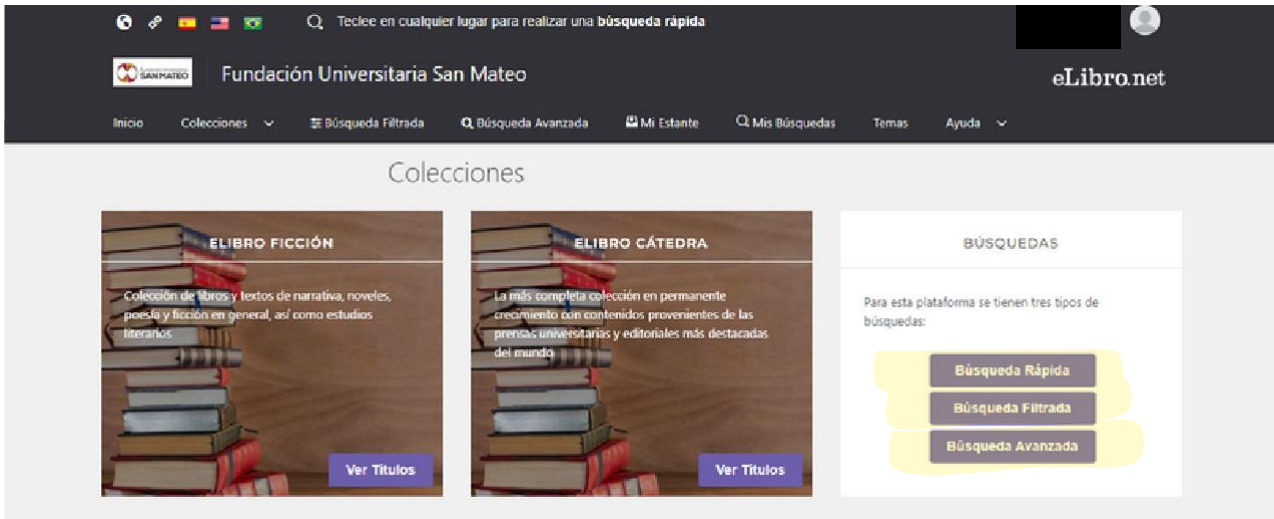 Teclee en cualquier lugar para realizar una búsqueda rápida
SAN MATEO
Fundación Universitaria San Mateo
eLibro.net
Inicio
Colecciones
Búsqueda Filtrada
Búsqueda Avanzada
Mi Estante
Mis Búsquedas
Temas
Ayuda
Colecciones
ELIBRO FICCIÓN
Colección de libros y textos de narrativa, noveles,
poesía y ficción en general, así como estudios
literarios
Ver Titulos
ELIBRO CÁTEDRA
La más completa colección en permanente
crecimiento con contenidos provenientes de las
prensas universitarias y editoriales más destacadas
del mundo
Ver Titulos
BÚSQUEDAS
Para esta plataforma se tienen tres tipos de
búsquedas:
Búsqueda Rápida
Búsqueda Filtrada
Búsqueda Avanzada